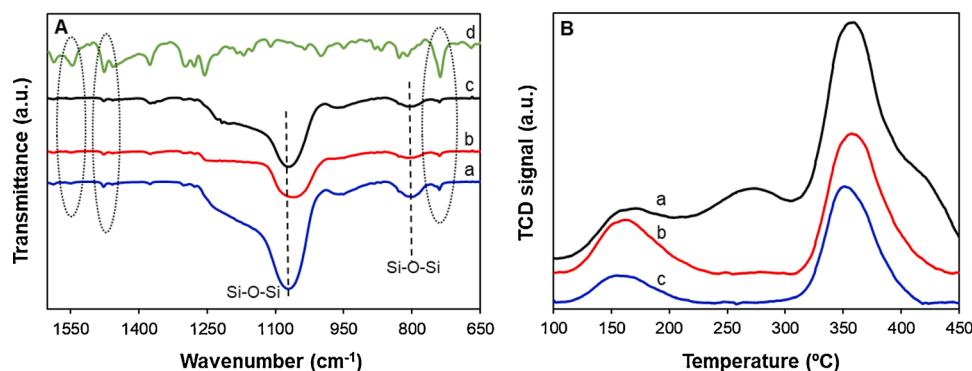 A
d
c
b
a
Si-O-Si
Si-O-Si
Transmittance (a.u.)
1550 1400 1250 1100 950 800 650
Wavenumber (cm⁻¹)
B
a
b
c
TCD signal (a.u.)
100 150 200 250 300 350 400 450
Temperature (ºC)